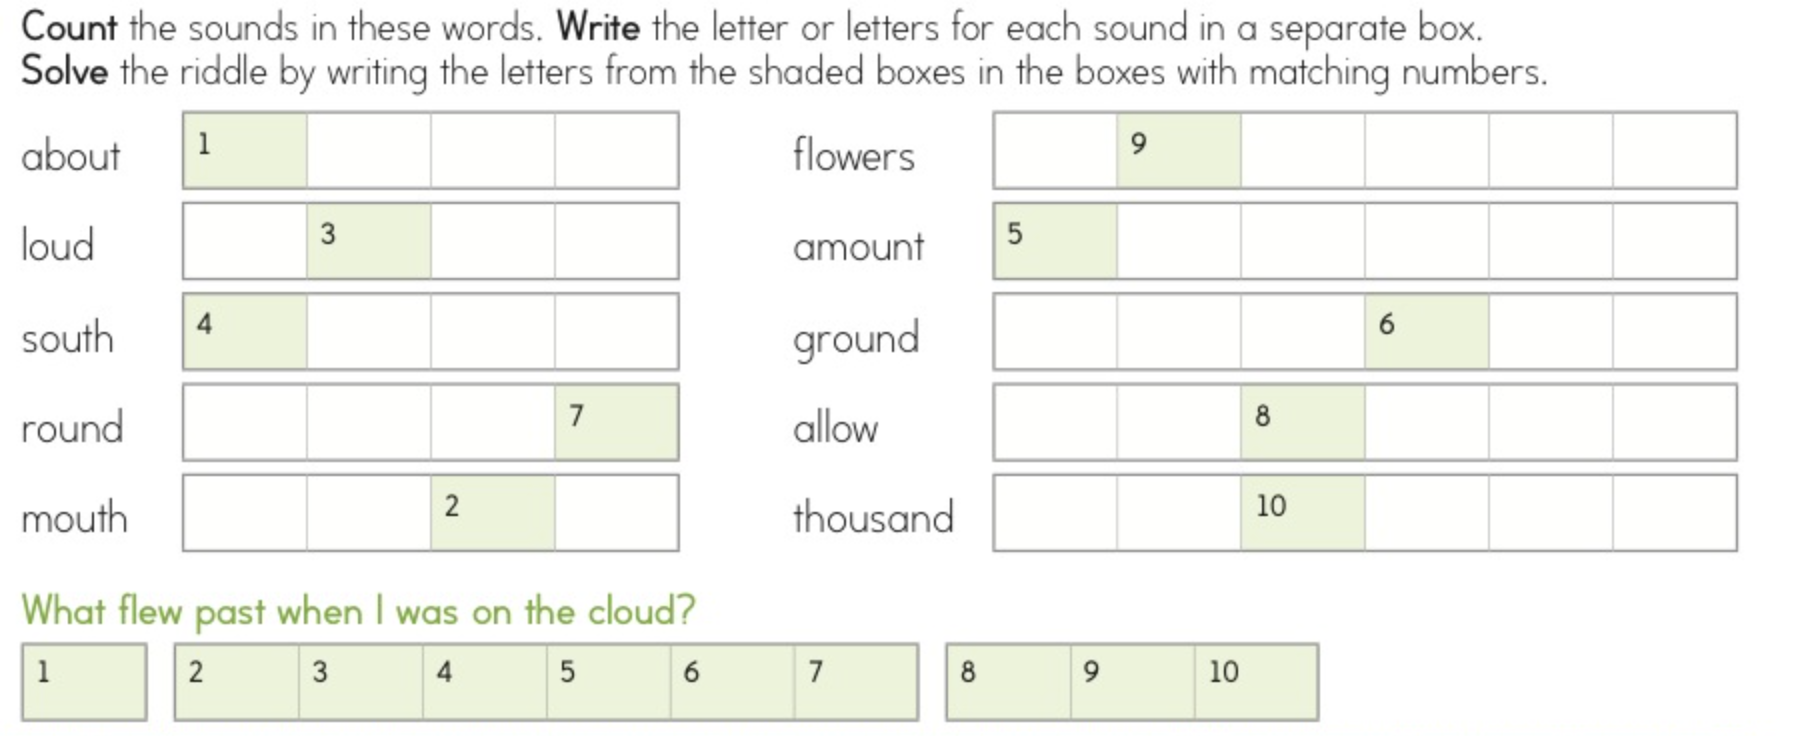 Count the sounds in these words. Write the letter or letters for each sound in a separate box.
Solve the riddle by writing the letters from the shaded boxes in the boxes with matching numbers.
about 1
flowers 9
loud 3
amount 5
south 4
ground 6
round 7
allow 8
mouth 2
thousand 10
What flew past when I was on the cloud?
1 2 3 4 5 6 7 8 9 10